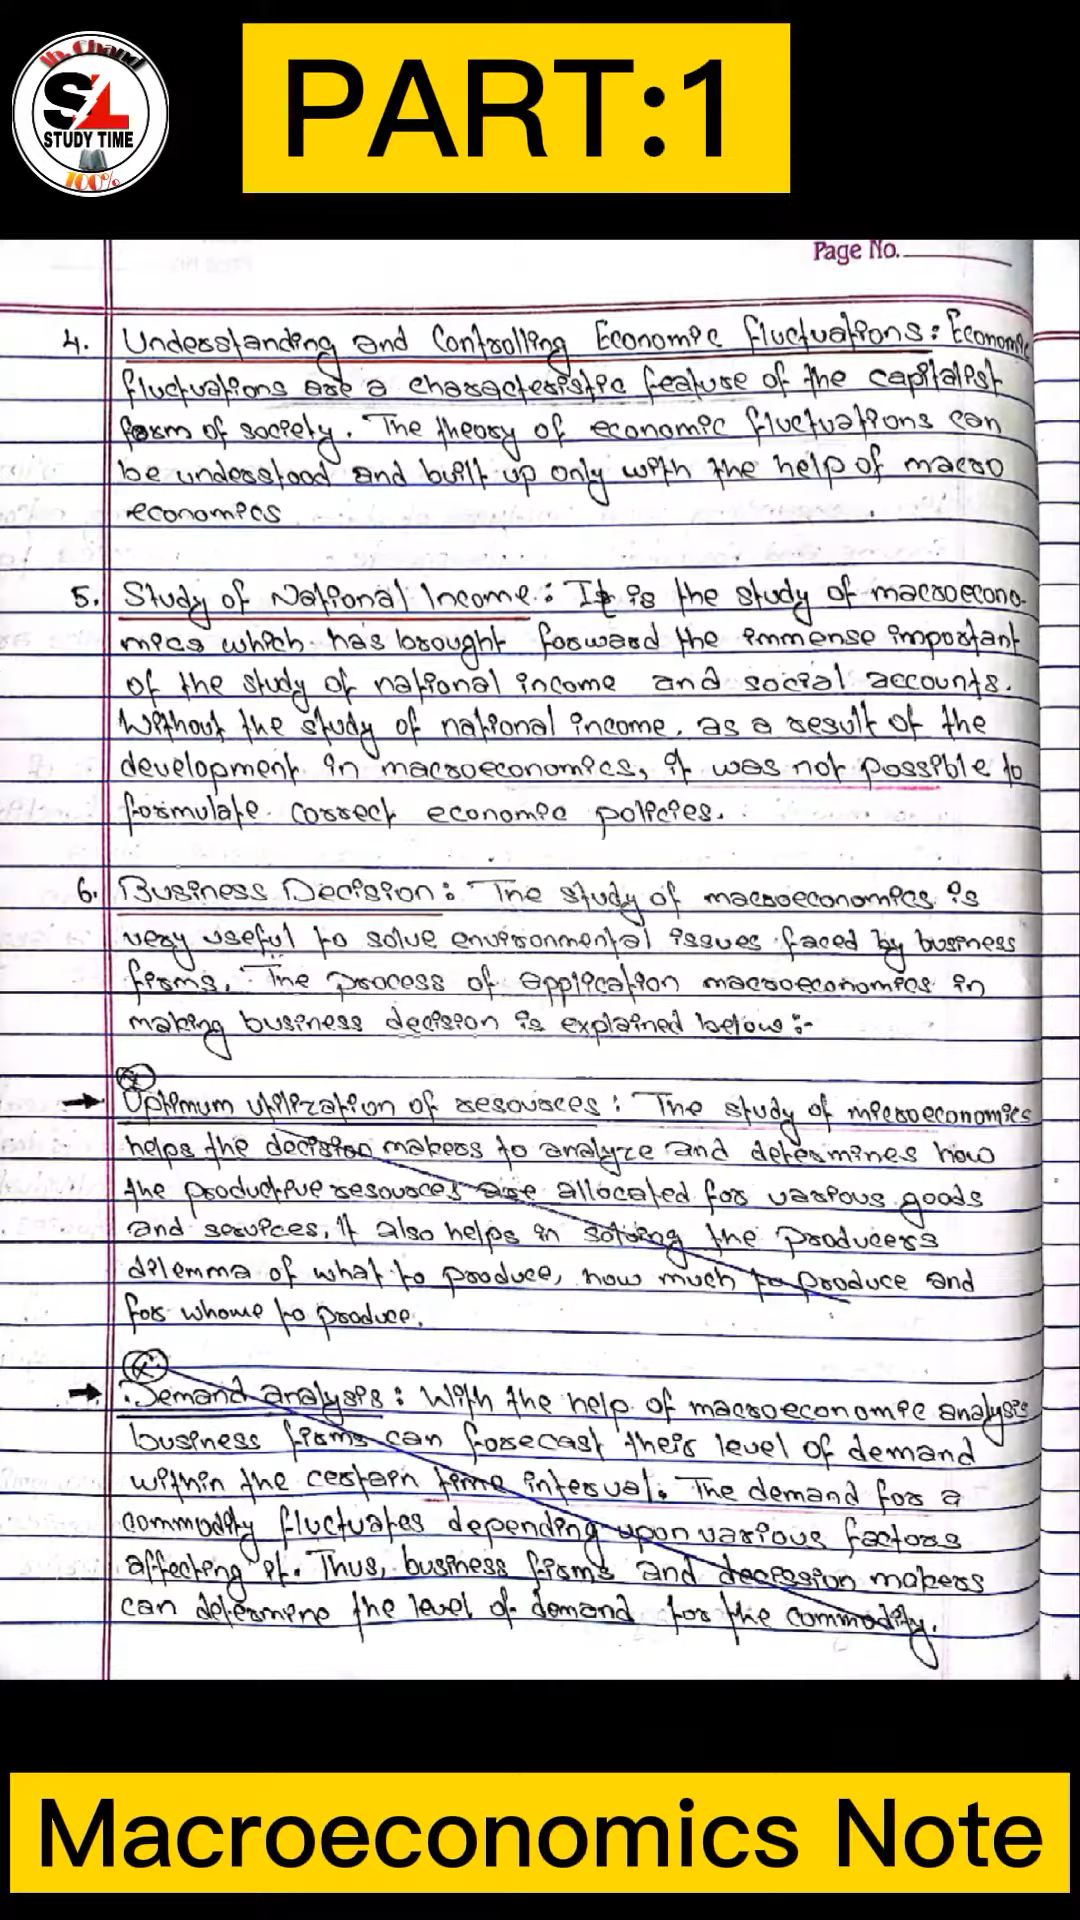 Mr. Chand
SL
STUDY TIME
100%
PART:1
Page No.
4. Understanding and Controlling Economic fluctuations: Economic
fluctuations are a characteristic feature of the capitalist
form of society. The theory of economic fluctuations can
be understood and built up only with the help of macro
economics
5. Study of National Income: It is the study of macroecono-
mics which has brought forward the immense important
of the study of national income and social accounts.
Without the study of national income. as a result of the
development in macroeconomics, it was not possible to
formulate correct economic policies.
6. Business Decision: The study of macroeconomics is
very useful to solve environmental issues faced by business
firms. The process of application macroeconomics in
making business decision is explained below:-
→ Optimum utilization of resources: The study of microeconomics
helps the decision makers to analyze and determines how
the productive resources are allocated for various goods
and services, it also helps in solving the producers
dilemma of what to produce, how much to produce and
for whome to produce.
→ Demand analysis: With the help of macroeconomic analysis
business firms can forecast their level of demand
within the certain time interval. The demand for a
commodity fluctuates depending upon various factors
affecting it. Thus, business firms and decission makers
can determine the level of demand for the commodity.
Macroeconomics Note